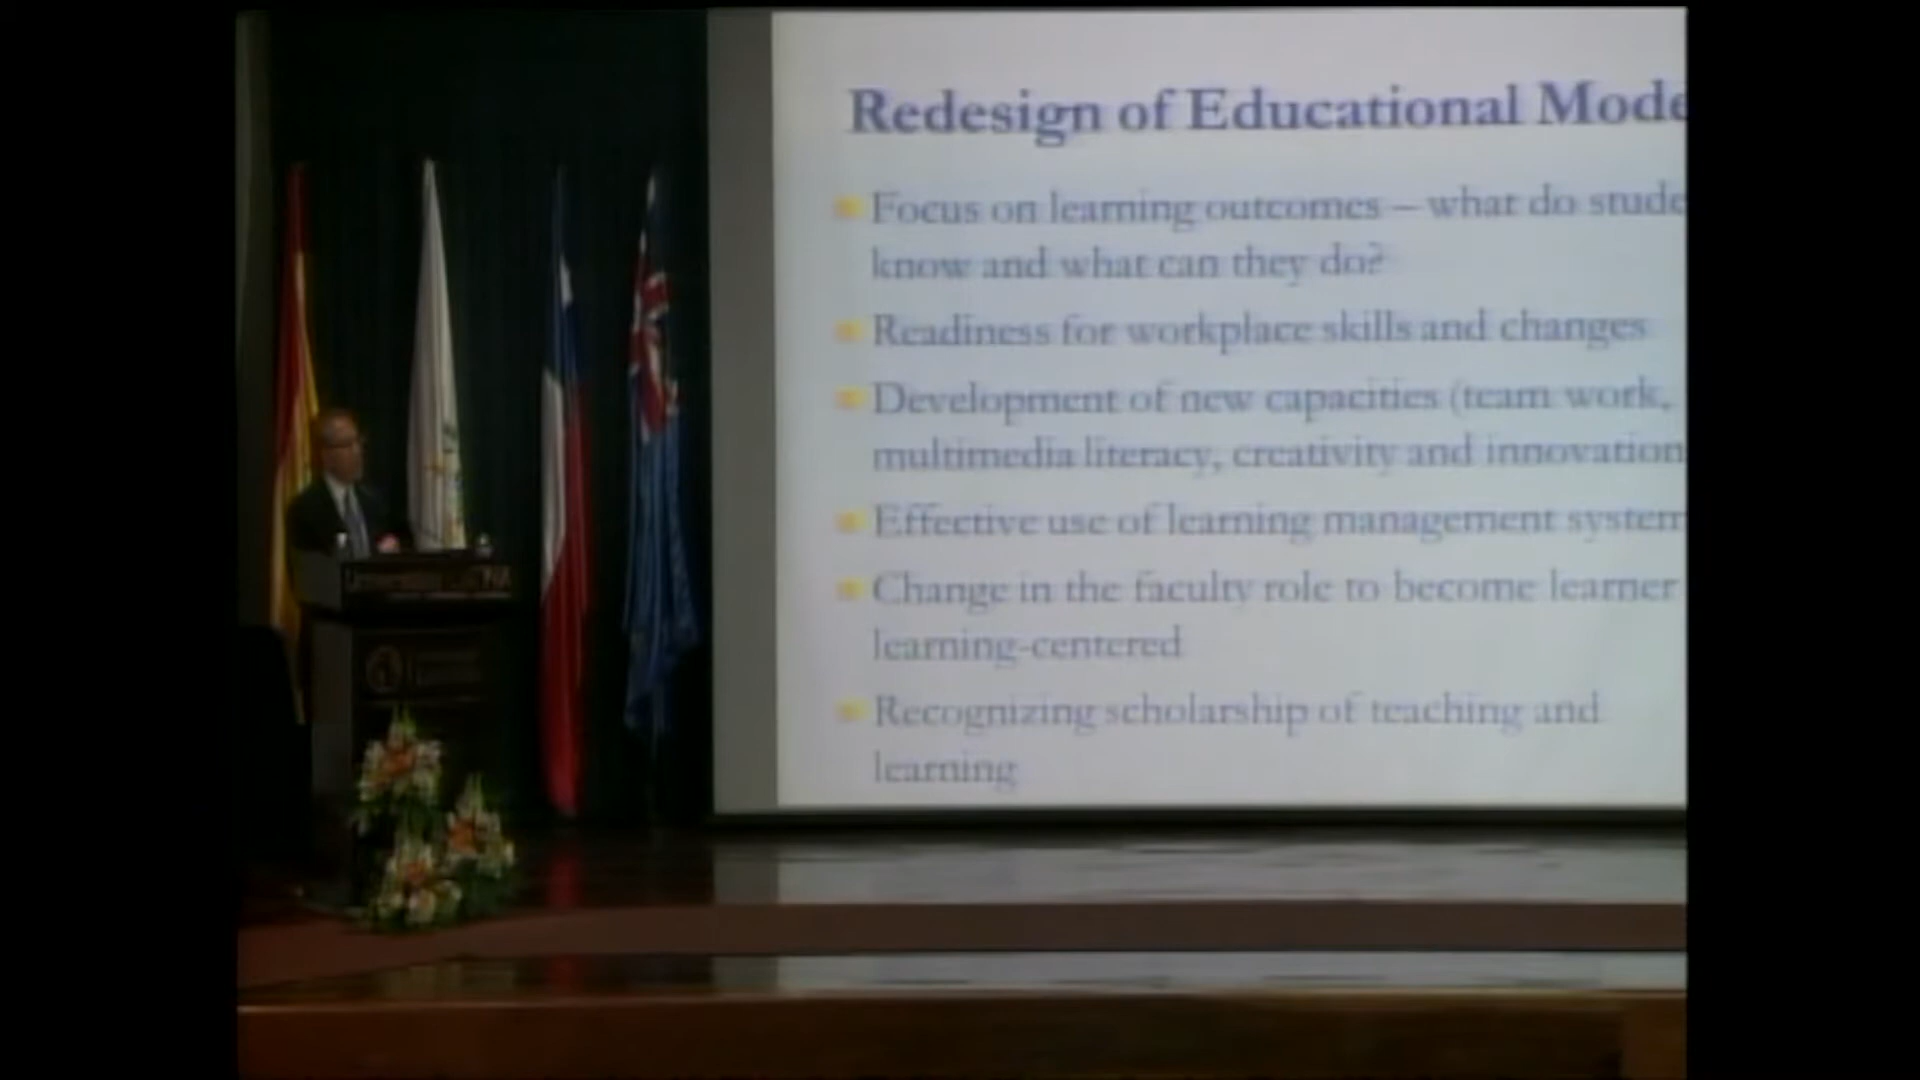 Redesign of Educational Mode
Focus on learning outcomes – what do stude
know and what can they do?
Readiness for workplace skills and changes
Development of new capacities (team work,
multimedia literacy, creativity and innovation
Effective use of learning management system
Change in the faculty role to become learner
learning-centered
Recognizing scholarship of teaching and
learning